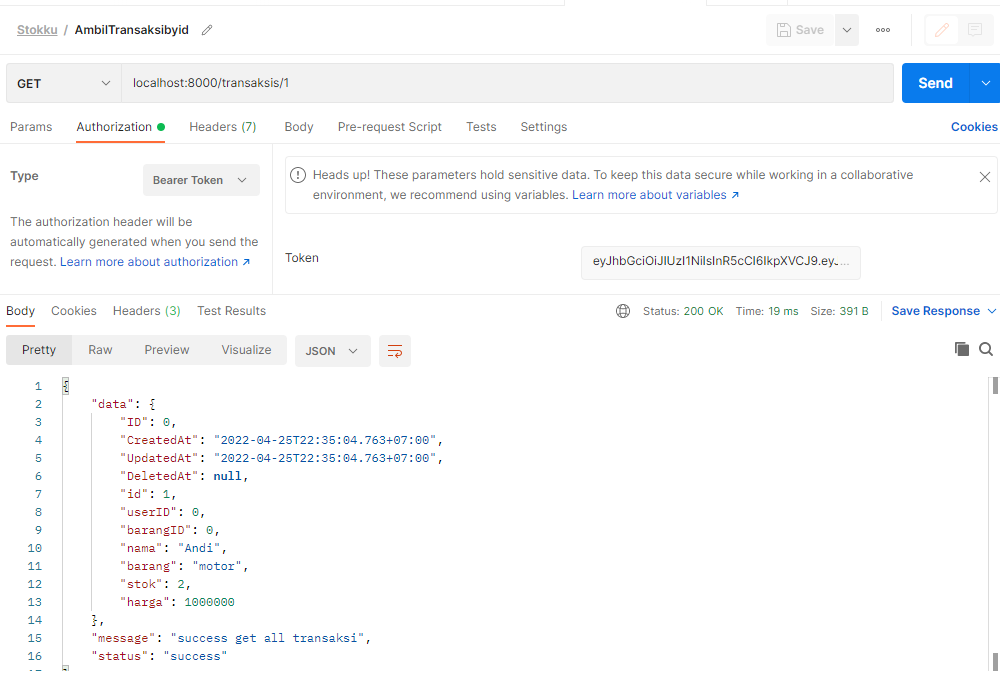 Stokku / AmbilTransaksibyid Save
GET localhost:8000/transaksis/1 Send
Params Authorization Headers (7) Body Pre-request Script Tests Settings Cookies
Type Bearer Token
The authorization header will be
automatically generated when you send the
request. Learn more about authorization ↗
Heads up! These parameters hold sensitive data. To keep this data secure while working in a collaborative
environment, we recommend using variables. Learn more about variables ↗
Token eyJhbGciOiJIUzI1NiIsInR5cCI6IkpXVCJ9.eyJ...
Body Cookies Headers (3) Test Results Status: 200 OK Time: 19 ms Size: 391 B Save Response
Pretty Raw Preview Visualize JSON
1 {
2 "data": {
3 "ID": 0,
4 "CreatedAt": "2022-04-25T22:35:04.763+07:00",
5 "UpdatedAt": "2022-04-25T22:35:04.763+07:00",
6 "DeletedAt": null,
7 "id": 1,
8 "userID": 0,
9 "barangID": 0,
10 "nama": "Andi",
11 "barang": "motor",
12 "stok": 2,
13 "harga": 1000000
14 },
15 "message": "success get all transaksi",
16 "status": "success"